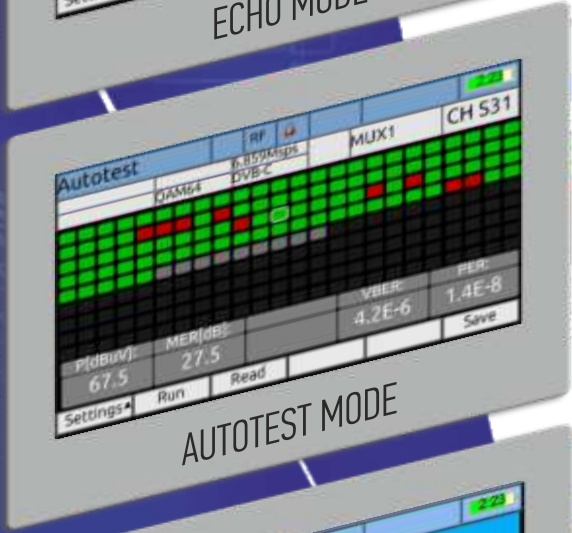 ECHO MODE
2:23
Autotest RF
QAM64 6.859Msps DVB-C MUX1 CH S31
P[dBuV]: 67.5
MER[dB]: 27.5
VBER: 4.2E-6
PER: 1.4E-8
Settings Run Read Save
AUTOTEST MODE
2:23